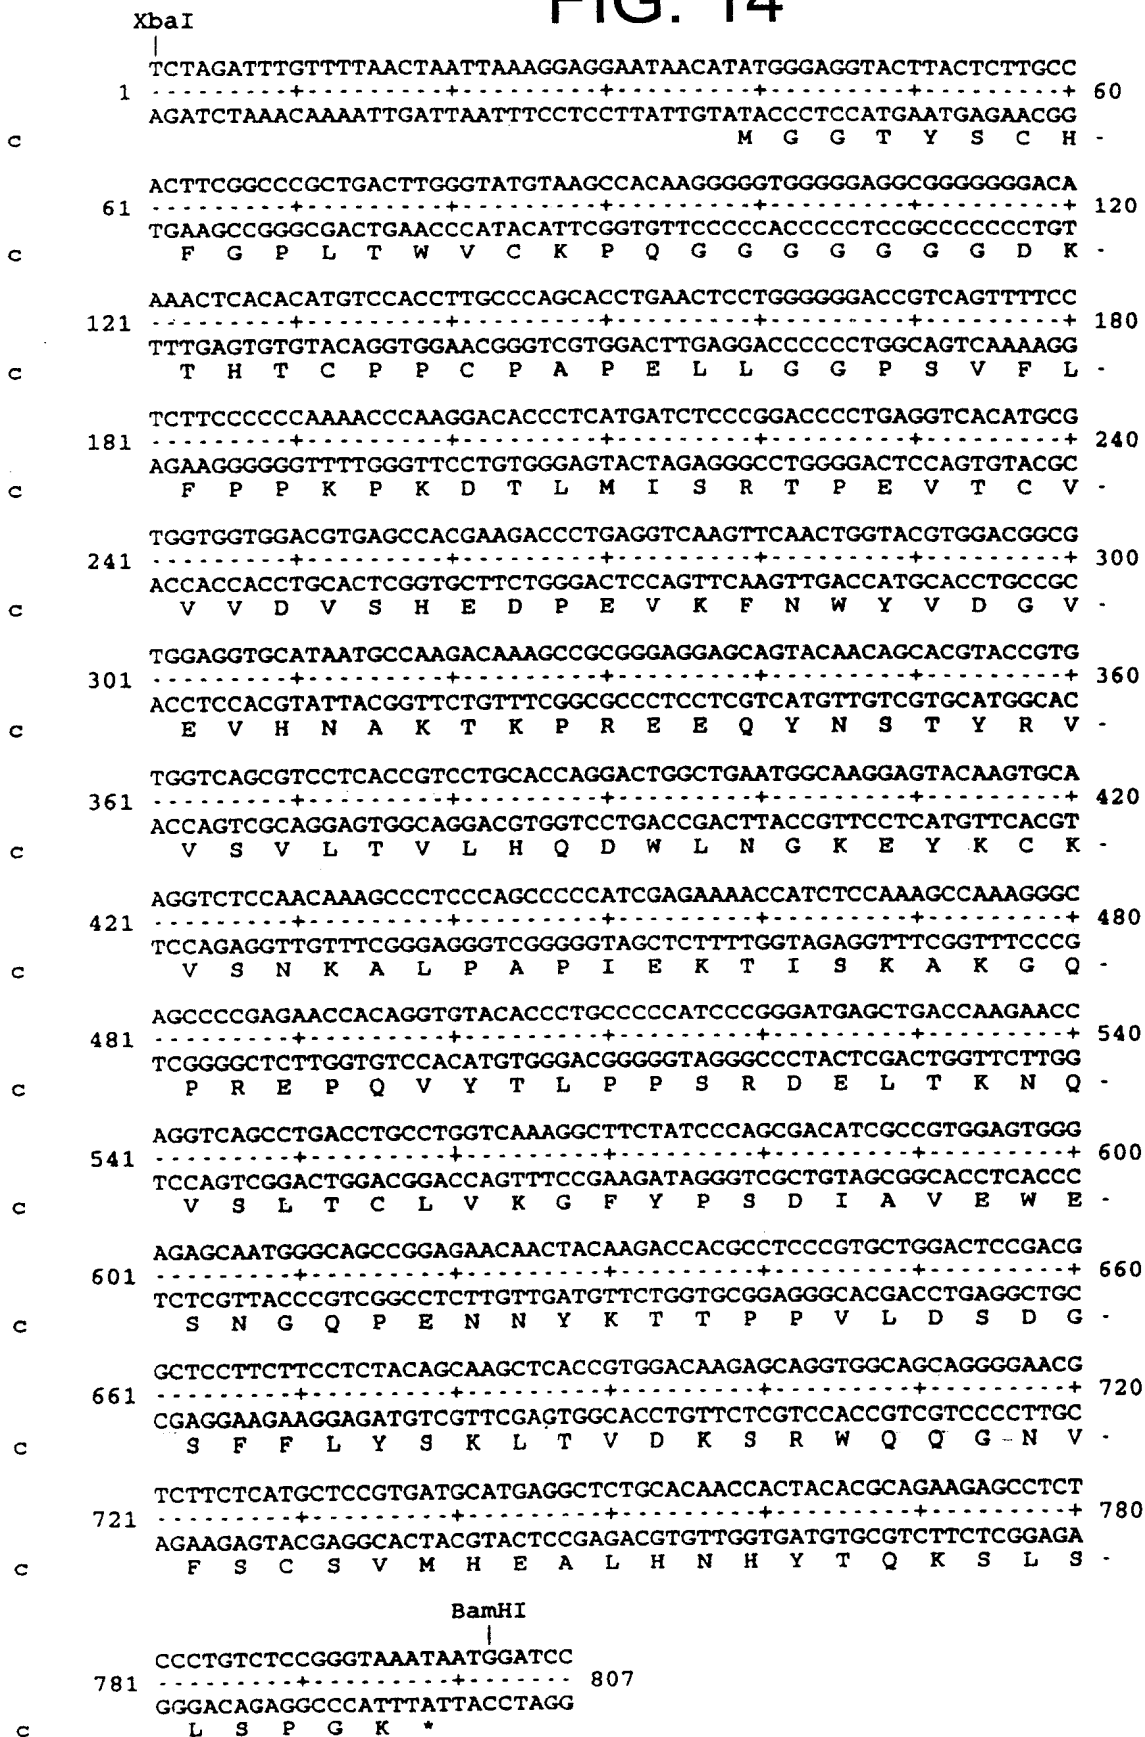 FIG. 14
XbaI
|
TCTAGATTTGTTTTAACTAATTAAAGGAGGAATAACATATGGGAGGTACTTACTCTTGCC
1 ---------+---------+---------+---------+---------+---------+ 60
AGATCTAAACAAAATTGATTAATTTCCTCCTTATTGTATACCCTCCATGAATGAGAACGG
c M G G T Y S C H -
ACTTCGGCCCGCTGACTTGGGTATGTAAGCCACAAGGGGGTGGGGGAGGCGGGGGGGACA
61 ---------+---------+---------+---------+---------+---------+ 120
TGAAGCCGGGCGACTGAACCCATACATTCGGTGTTCCCCCACCCCCTCCGCCCCCCCTGT
c F G P L T W V C K P Q G G G G G G G D K -
AAACTCACACATGTCCACCTTGCCCAGCACCTGAACTCCTGGGGGGACCGTCAGTTTTCC
121 ---------+---------+---------+---------+---------+---------+ 180
TTTGAGTGTGTACAGGTGGAACGGGTCGTGGACTTGAGGACCCCCCTGGCAGTCAAAAGG
c T H T C P P C P A P E L L G G P S V F L -
TCTTCCCCCCAAAACCCAAGGACACCCTCATGATCTCCCGGACCCCTGAGGTCACATGCG
181 ---------+---------+---------+---------+---------+---------+ 240
AGAAGGGGGGTTTTGGGTTCCTGTGGGAGTACTAGAGGGCCTGGGGACTCCAGTGTACGC
c F P P K P K D T L M I S R T P E V T C V -
TGGTGGTGGACGTGAGCCACGAAGACCCTGAGGTCAAGTTCAACTGGTACGTGGACGGCG
241 ---------+---------+---------+---------+---------+---------+ 300
ACCACCACCTGCACTCGGTGCTTCTGGGACTCCAGTTCAAGTTGACCATGCACCTGCCGC
c V V D V S H E D P E V K F N W Y V D G V -
TGGAGGTGCATAATGCCAAGACAAAGCCGCGGGAGGAGCAGTACAACAGCACGTACCGTG
301 ---------+---------+---------+---------+---------+---------+ 360
ACCTCCACGTATTACGGTTCTGTTTCGGCGCCCTCCTCGTCATGTTGTCGTGCATGGCAC
c E V H N A K T K P R E E Q Y N S T Y R V -
TGGTCAGCGTCCTCACCGTCCTGCACCAGGACTGGCTGAATGGCAAGGAGTACAAGTGCA
361 ---------+---------+---------+---------+---------+---------+ 420
ACCAGTCGCAGGAGTGGCAGGACGTGGTCCTGACCGACTTACCGTTCCTCATGTTCACGT
c V S V L T V L H Q D W L N G K E Y K C K -
AGGTCTCCAACAAAGCCCTCCCAGCCCCCATCGAGAAAACCATCTCCAAAGCCAAAGGGC
421 ---------+---------+---------+---------+---------+---------+ 480
TCCAGAGGTTGTTTCGGGAGGGTCGGGGGTAGCTCTTTTGGTAGAGGTTTCGGTTTCCCG
c V S N K A L P A P I E K T I S K A K G Q -
AGCCCCGAGAACCACAGGTGTACACCCTGCCCCCATCCCGGGATGAGCTGACCAAGAACC
481 ---------+---------+---------+---------+---------+---------+ 540
TCGGGGCTCTTGGTGTCCACATGTGGGACGGGGGTAGGGCCCTACTCGACTGGTTCTTGG
c P R E P Q V Y T L P P S R D E L T K N Q -
AGGTCAGCCTGACCTGCCTGGTCAAAGGCTTCTATCCCAGCGACATCGCCGTGGAGTGGG
541 ---------+---------+---------+---------+---------+---------+ 600
TCCAGTCGGACTGGACGGACCAGTTTCCGAAGATAGGGTCGCTGTAGCGGCACCTCACCC
c V S L T C L V K G F Y P S D I A V E W E -
AGAGCAATGGGCAGCCGGAGAACAACTACAAGACCACGCCTCCCGTGCTGGACTCCGACG
601 ---------+---------+---------+---------+---------+---------+ 660
TCTCGTTACCCGTCGGCCTCTTGTTGATGTTCTGGTGCGGAGGGCACGACCTGAGGCTGC
c S N G Q P E N N Y K T T P P V L D S D G -
GCTCCTTCTTCCTCTACAGCAAGCTCACCGTGGACAAGAGCAGGTGGCAGCAGGGGAACG
661 ---------+---------+---------+---------+---------+---------+ 720
CGAGGAAGAAGGAGATGTCGTTCGAGTGGCACCTGTTCTCGTCCACCGTCGTCCCCTTGC
c S F F L Y S K L T V D K S R W Q Q G N V -
TCTTCTCATGCTCCGTGATGCATGAGGCTCTGCACAACCACTACACGCAGAAGAGCCTCT
721 ---------+---------+---------+---------+---------+---------+ 780
AGAAGAGTACGAGGCACTACGTACTCCGAGACGTGTTGGTGATGTGCGTCTTCTCGGAGA
c F S C S V M H E A L H N H Y T Q K S L S -
BamHI
|
CCCTGTCTCCGGGTAAATAATGGATCC
781 ---------+---------+------- 807
GGGACAGAGGCCCATTTATTACCTAGG
c L S P G K *